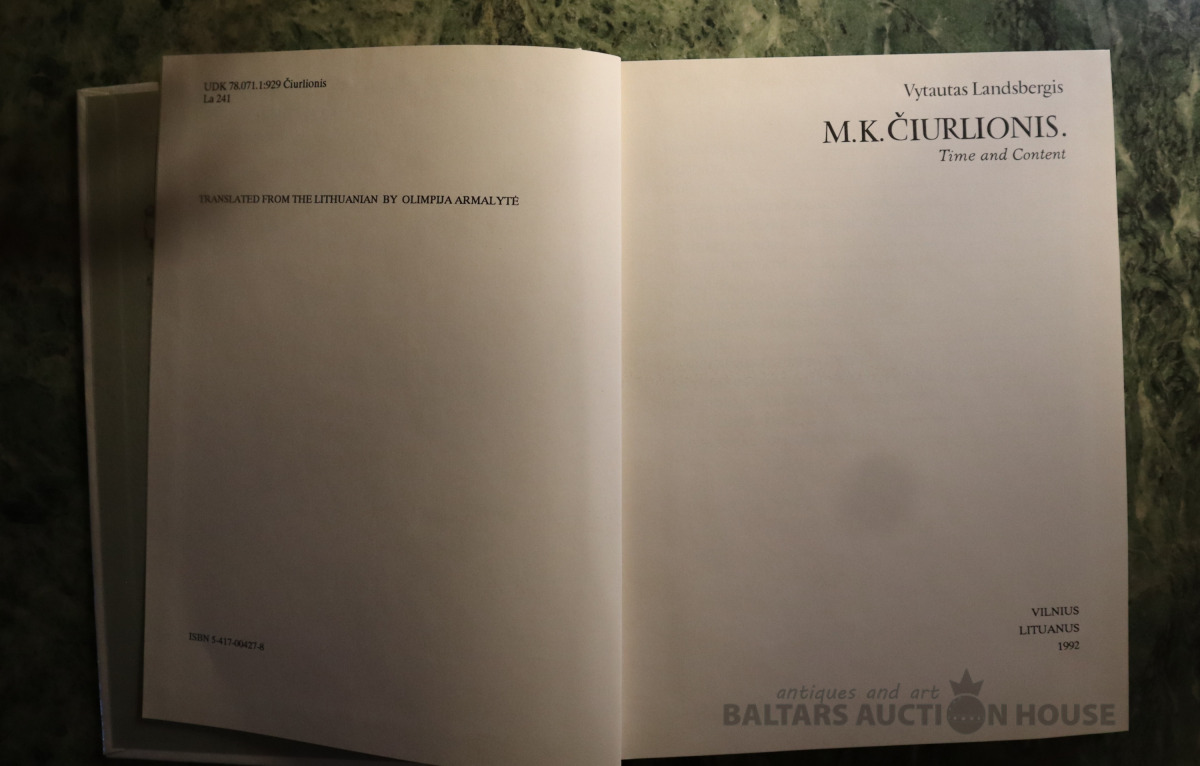 UDK 78.071.1:929 Čiurlionis
La 241
TRANSLATED FROM THE LITHUANIAN BY OLIMPIJA ARMALYTĖ
ISBN 5-417-00427-8
Vytautas Landsbergis
M.K.ČIURLIONIS.
Time and Content
VILNIUS
LITUANUS
1992
antiques and art
BALTARS AUCTION HOUSE